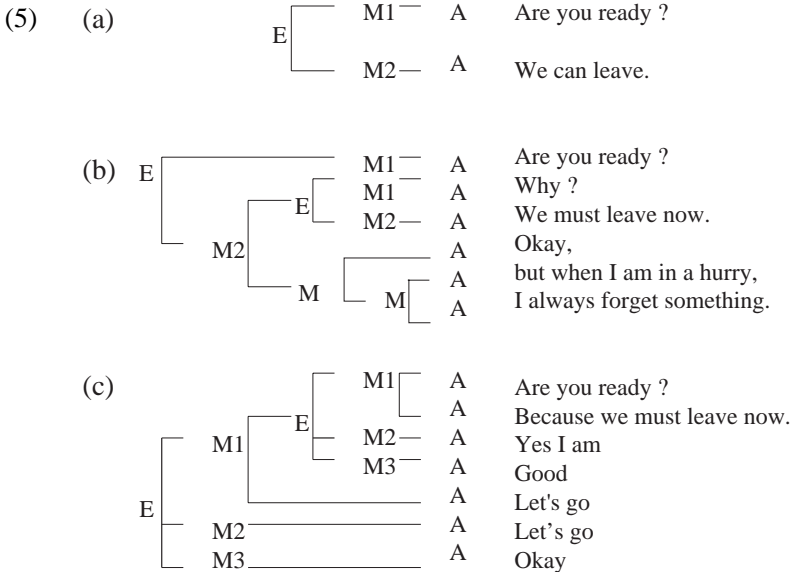 (5) (a) M1 A Are you ready ?
E
M2 A We can leave.
(b) E M1 A Are you ready ?
M1 A Why ?
E
M2 A We must leave now.
M2 A Okay,
M M A but when I am in a hurry,
A I always forget something.
(c) M1 A Are you ready ?
A Because we must leave now.
E
M1 M2 A Yes I am
M3 A Good
A Let's go
E
M2 A Let’s go
M3 A Okay